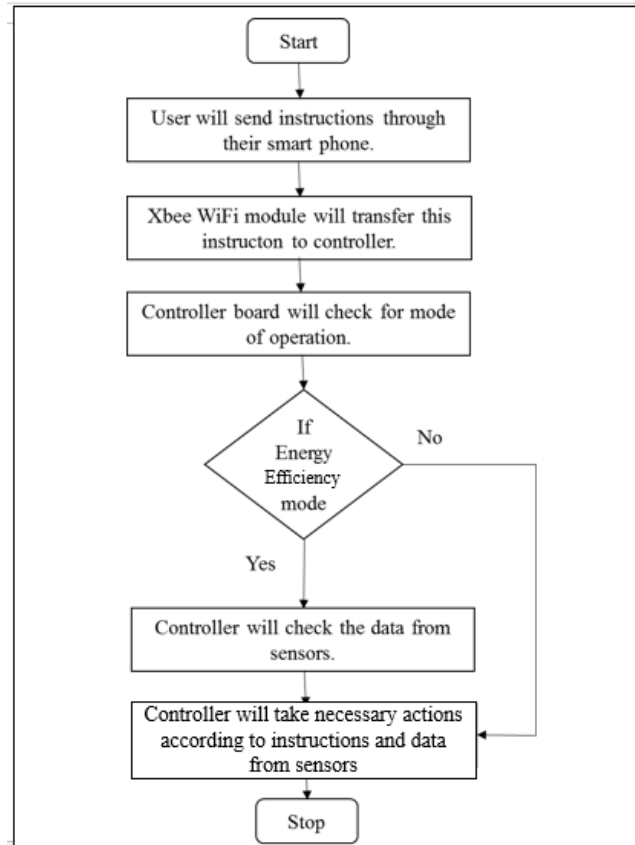 Start
User will send instructions through
their smart phone.
Xbee WiFi module will transfer this
instructon to controller.
Controller board will check for mode
of operation.
If
Energy
Efficiency
mode
No
Yes
Controller will check the data from
sensors.
Controller will take necessary actions
according to instructions and data
from sensors
Stop